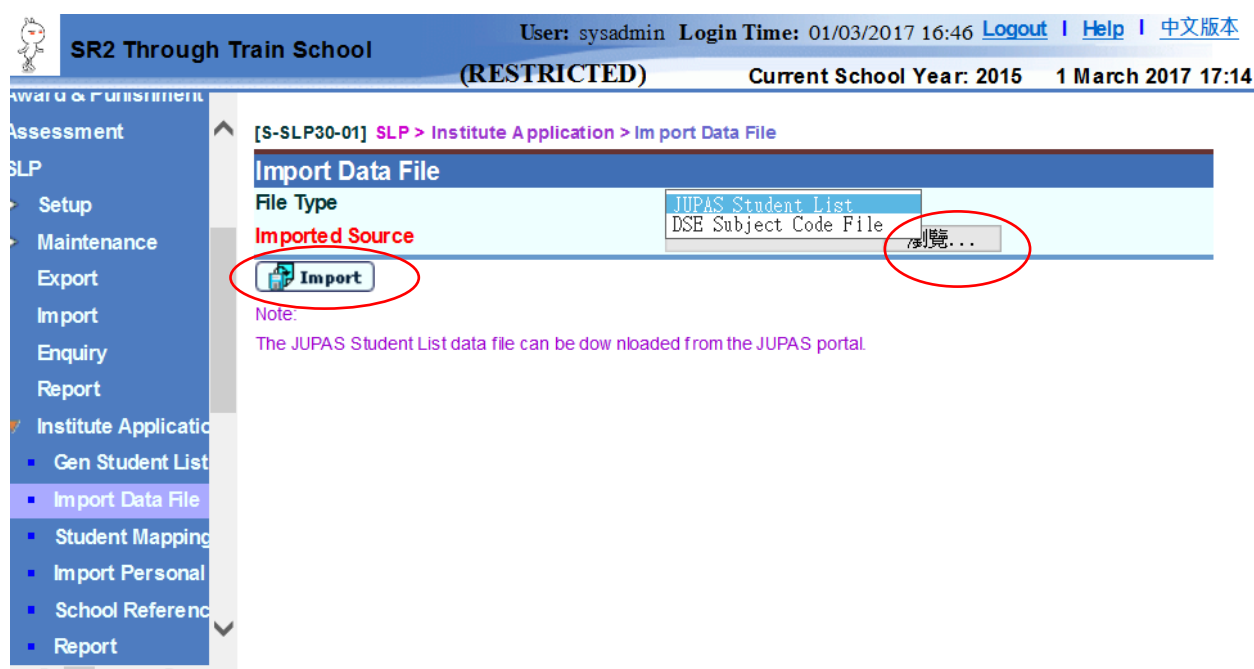 SR2 Through Train School
User: sysadmin Login Time: 01/03/2017 16:46 Logout | Help | 中文版本
(RESTRICTED) Current School Year: 2015 1 March 2017 17:14
Award & Punishment
Assessment
SLP
Setup
Maintenance
Export
Import
Enquiry
Report
Institute Applicatio
Gen Student List
Import Data File
Student Mapping
Import Personal
School Referenc
Report
[S-SLP30-01] SLP > Institute Application > Import Data File
Import Data File
File Type
JUPAS Student List
DSE Subject Code File
Imported Source
瀏覽...
Import
Note:
The JUPAS Student List data file can be downloaded from the JUPAS portal.